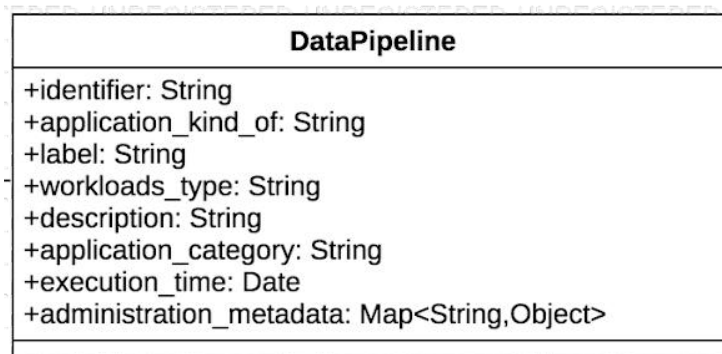 DataPipeline
+identifier: String
+application_kind_of: String
+label: String
+workloads_type: String
+description: String
+application_category: String
+execution_time: Date
+administration_metadata: Map<String,Object>